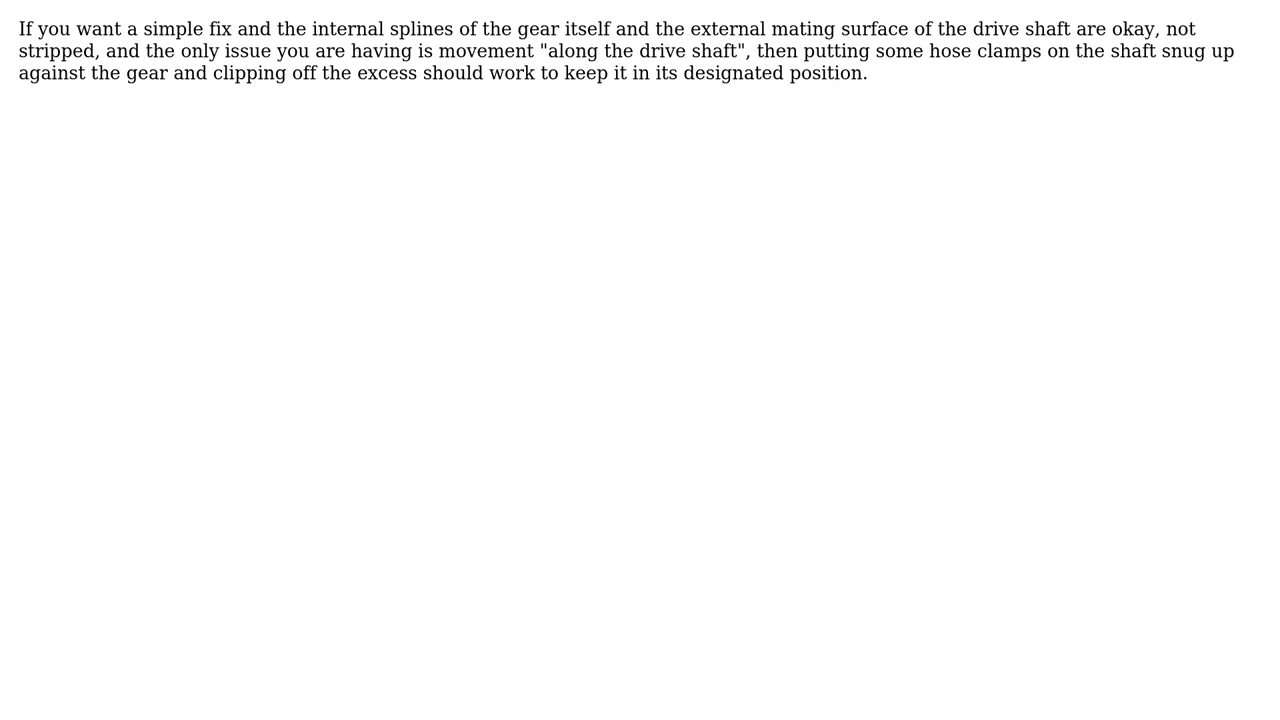 If you want a simple fix and the internal splines of the gear itself and the external mating surface of the drive shaft are okay, not
stripped, and the only issue you are having is movement "along the drive shaft", then putting some hose clamps on the shaft snug up
against the gear and clipping off the excess should work to keep it in its designated position.